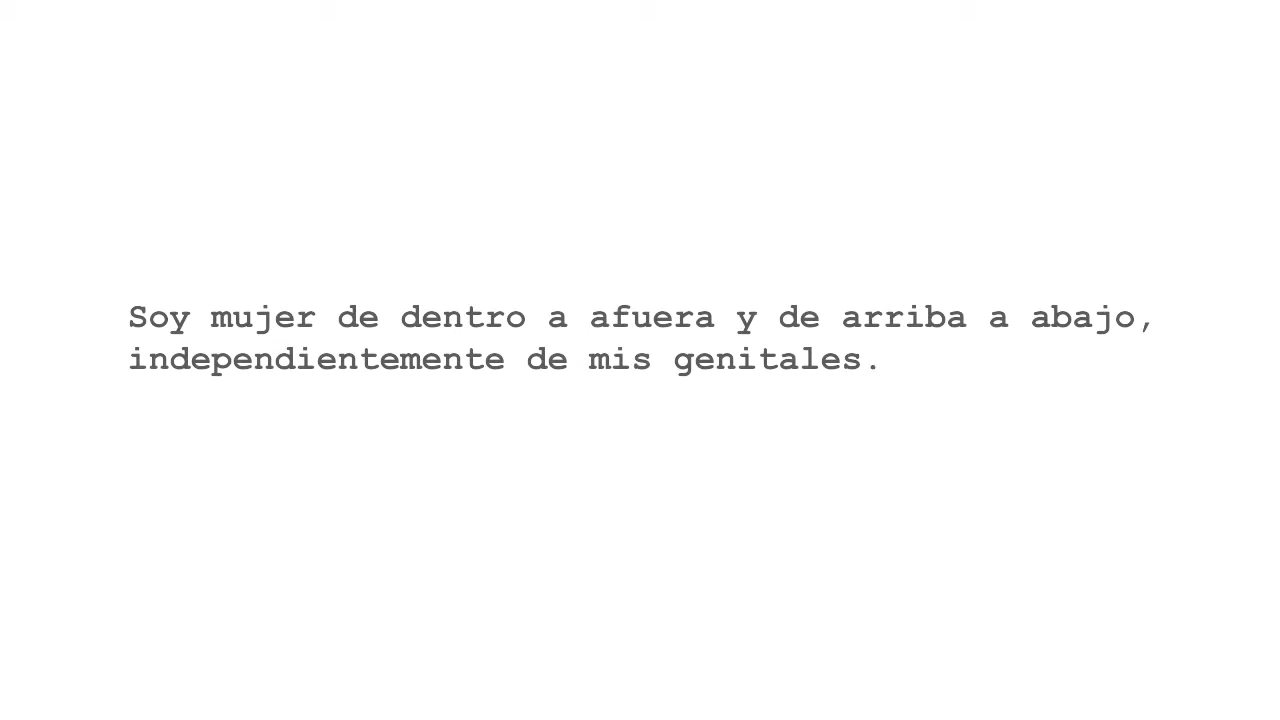 Soy mujer de dentro a afuera y de arriba a abajo,
independientemente de mis genitales.